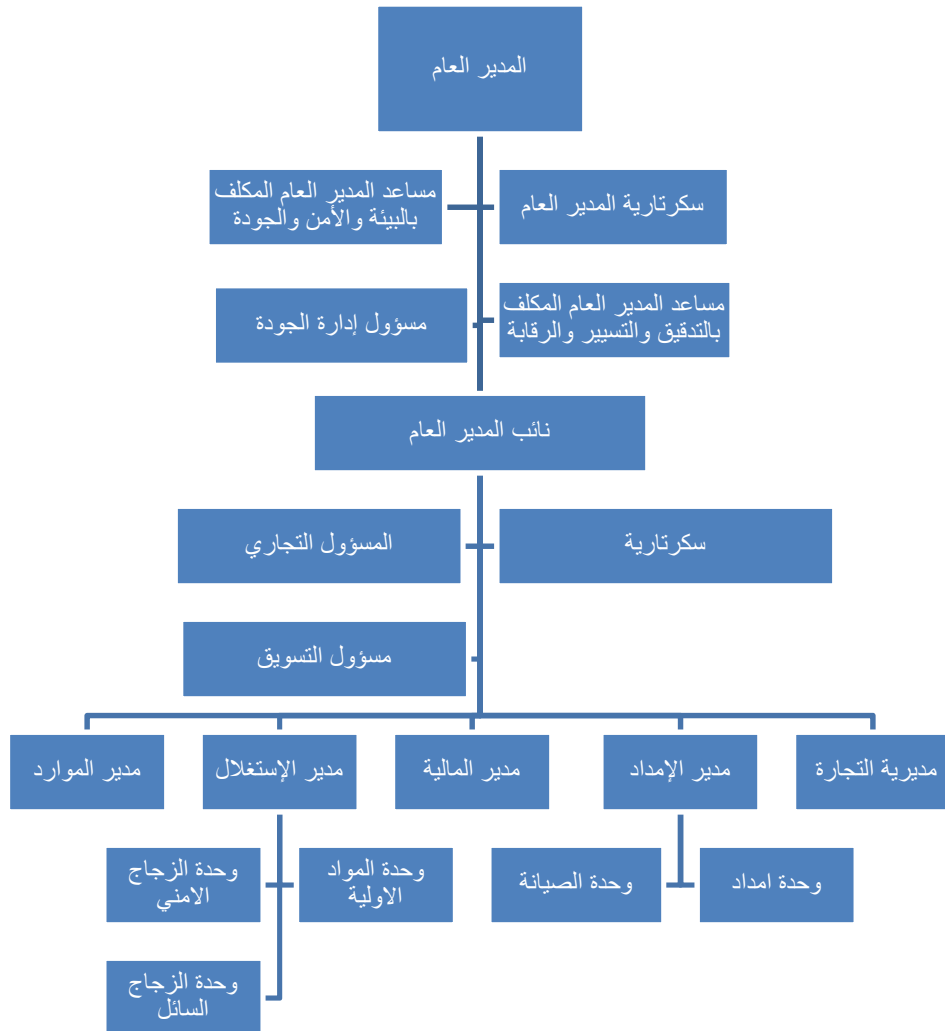 المدير العام
سكرتارية المدير العام
مساعد المدير العام المكلف
بالبيئة والأمن والجودة
مساعد المدير العام المكلف
بالتدقيق والتسيير والرقابة
مسؤول إدارة الجودة
نائب المدير العام
سكرتارية
المسؤول التجاري
مسؤول التسويق
مديرية التجارة
مدير الإمداد
مدير المالية
مدير الإستغلال
مدير الموارد
وحدة امداد
وحدة الصيانة
وحدة المواد
الاولية
وحدة الزجاج
الامني
وحدة الزجاج
السائل